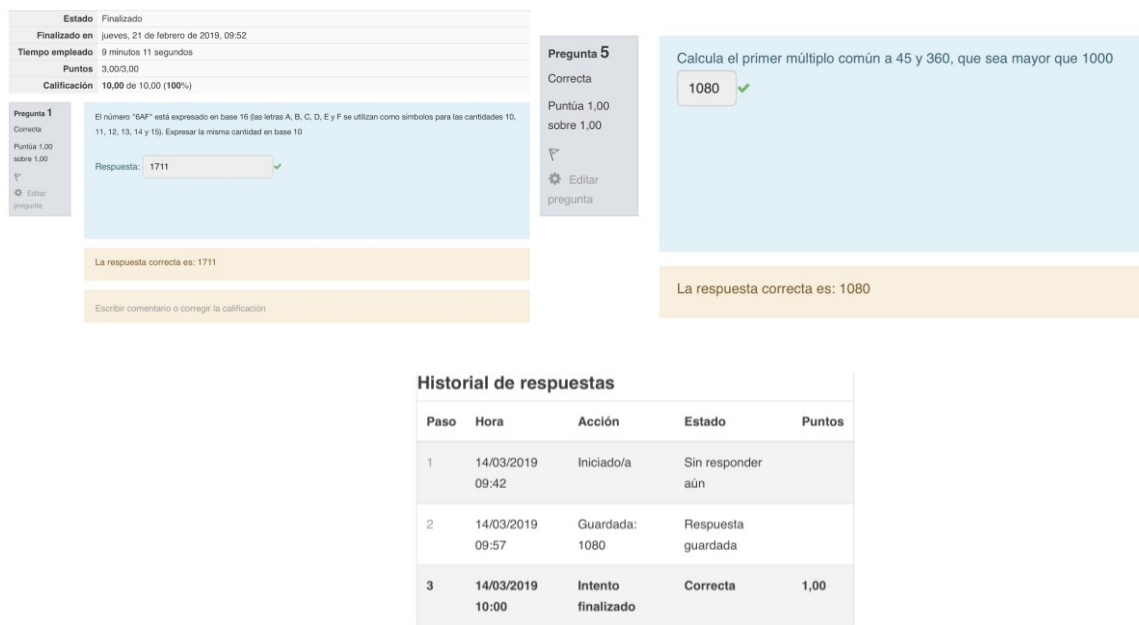 Estado Finalizado
Finalizado en jueves, 21 de febrero de 2019, 09:52
Tiempo empleado 9 minutos 11 segundos
Puntos 3,00/3,00
Calificación 10,00 de 10,00 (100%)
Pregunta 1
Correcta
Puntúa 1,00
sobre 1,00
Editar
pregunta
El número "6AF" está expresado en base 16 (las letras A, B, C, D, E y F se utilizan como símbolos para las cantidades 10,
11, 12, 13, 14 y 15). Expresar la misma cantidad en base 10
Respuesta: 1711
La respuesta correcta es: 1711
Escribir comentario o corregir la calificación
Pregunta 5
Correcta
Puntúa 1,00
sobre 1,00
Editar
pregunta
Calcula el primer múltiplo común a 45 y 360, que sea mayor que 1000
1080
La respuesta correcta es: 1080
Historial de respuestas
Paso Hora Acción Estado Puntos
1 14/03/2019 Iniciado/a Sin responder
09:42 aún
2 14/03/2019 Guardada: Respuesta
09:57 1080 guardada
3 14/03/2019 Intento Correcta 1,00
10:00 finalizado